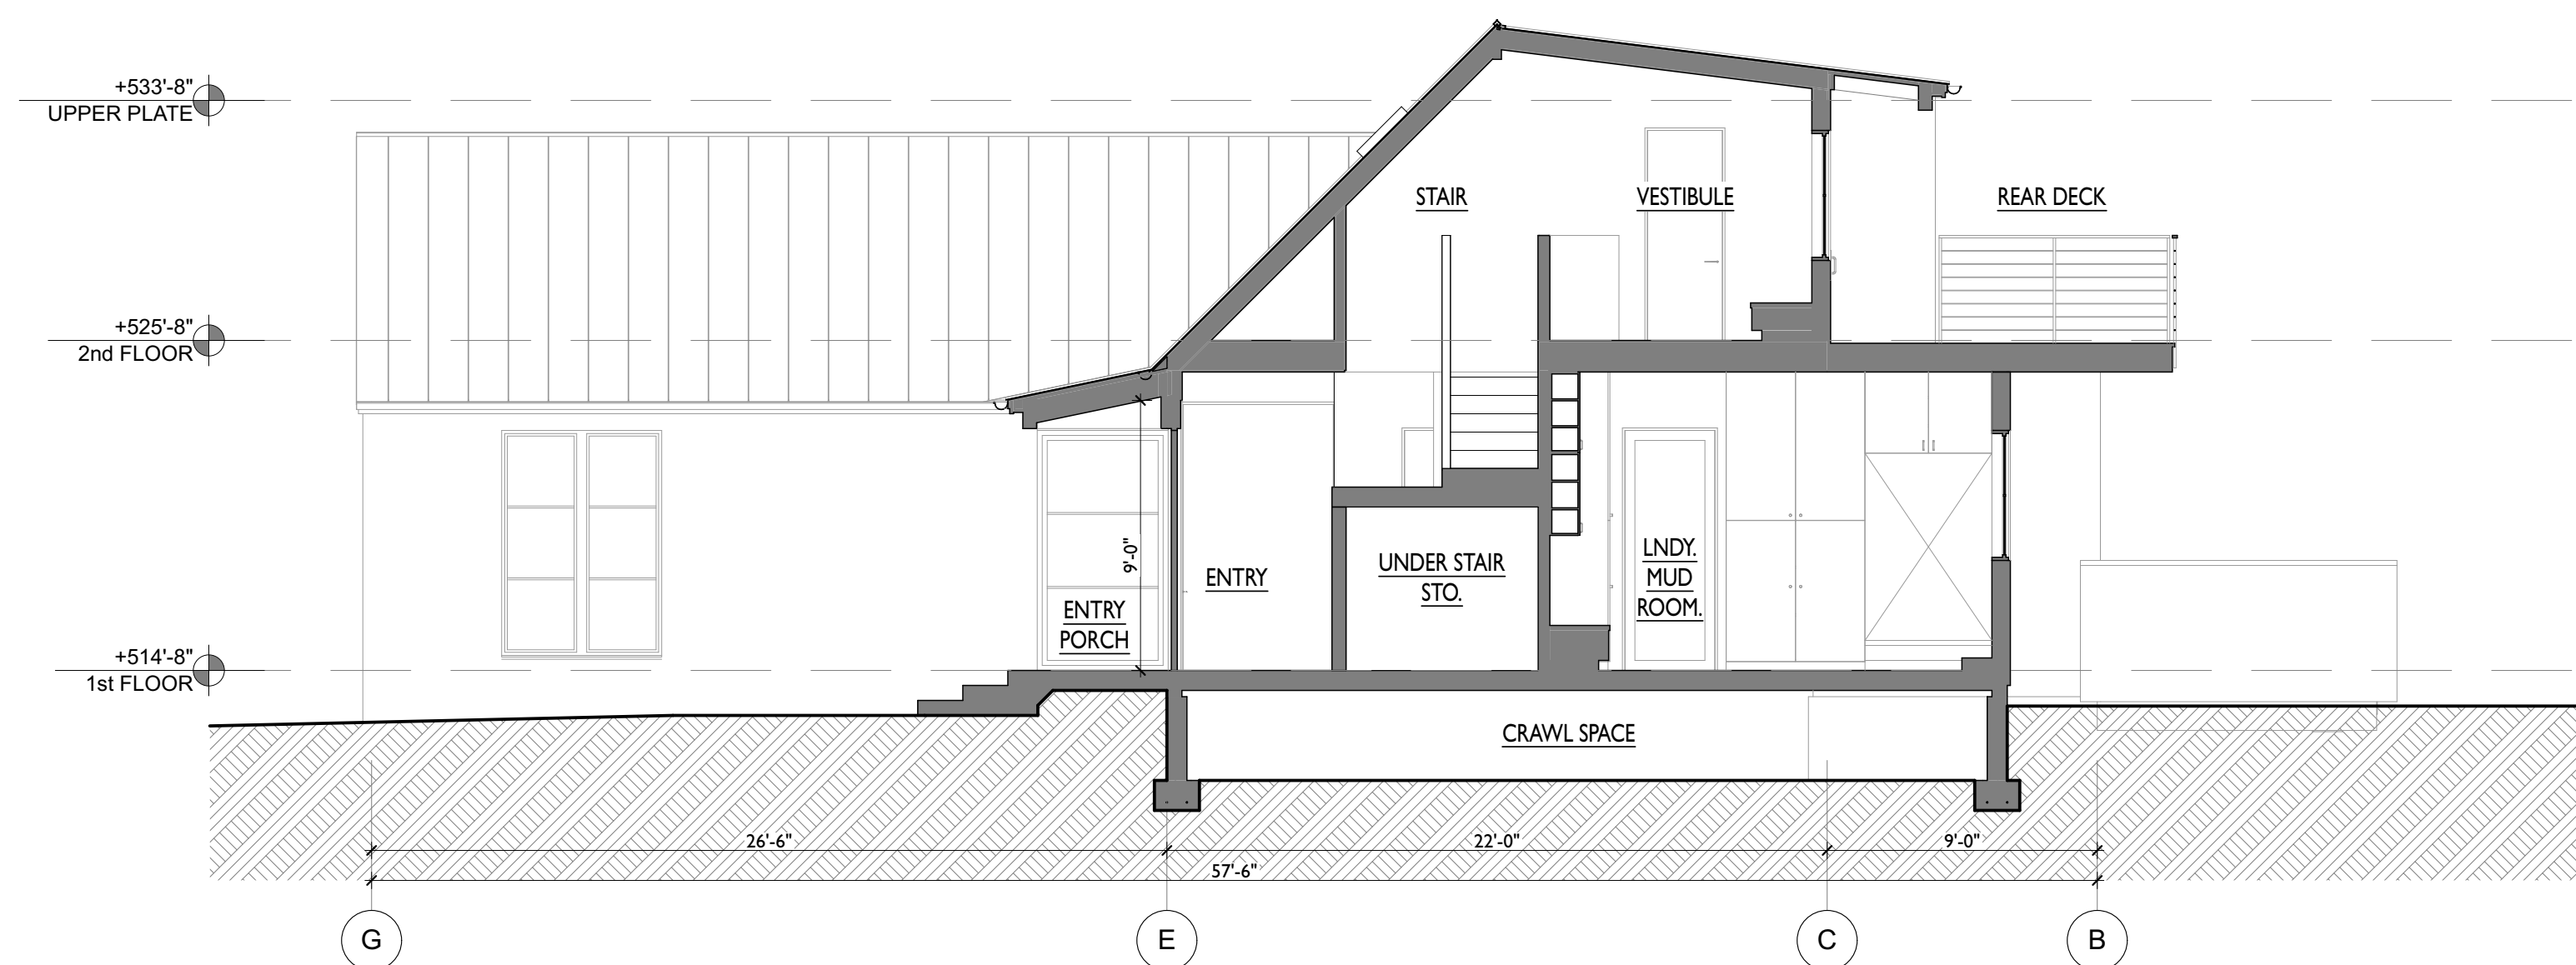 +533'-8"
UPPER PLATE
STAIR
VESTIBULE
REAR DECK
+525'-8"
2nd FLOOR
9'-0"
LNDY.
MUD
ROOM.
UNDER STAIR
STO.
ENTRY
ENTRY
PORCH
+514'-8"
1st FLOOR
CRAWL SPACE
26'-6"
22'-0"
9'-0"
57'-6"
G
E
C
B